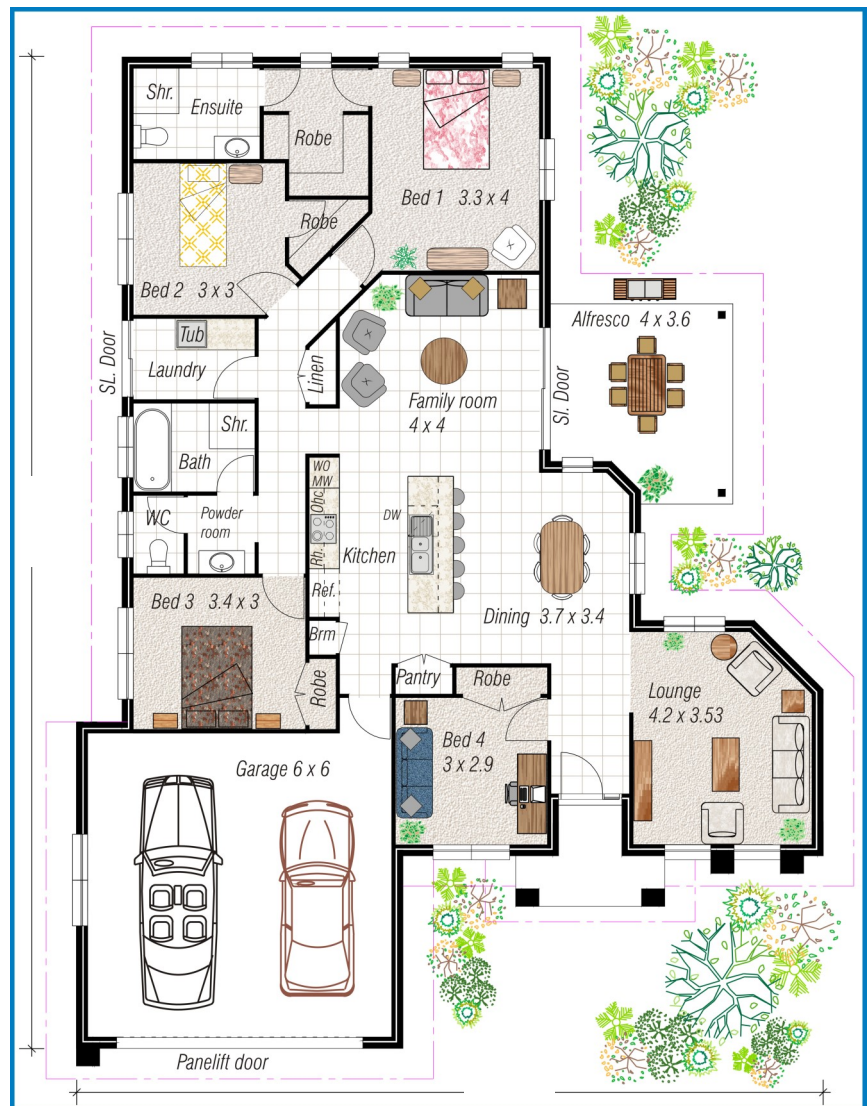 Shr.
Ensuite
Robe
Bed 1 3.3 x 4
Robe
Bed 2 3 x 3
SL. Door
Tub
Laundry
Linen
Family room
4 x 4
Alfresco 4 x 3.6
Sl. Door
Shr.
Bath
WC
Powder
room
WO
MW
Obc
Rh.
Kitchen
DW
Ref.
Brm
Dining 3.7 x 3.4
Bed 3 3.4 x 3
Robe
Pantry
Robe
Bed 4
3 x 2.9
Lounge
4.2 x 3.53
Garage 6 x 6
Panelift door